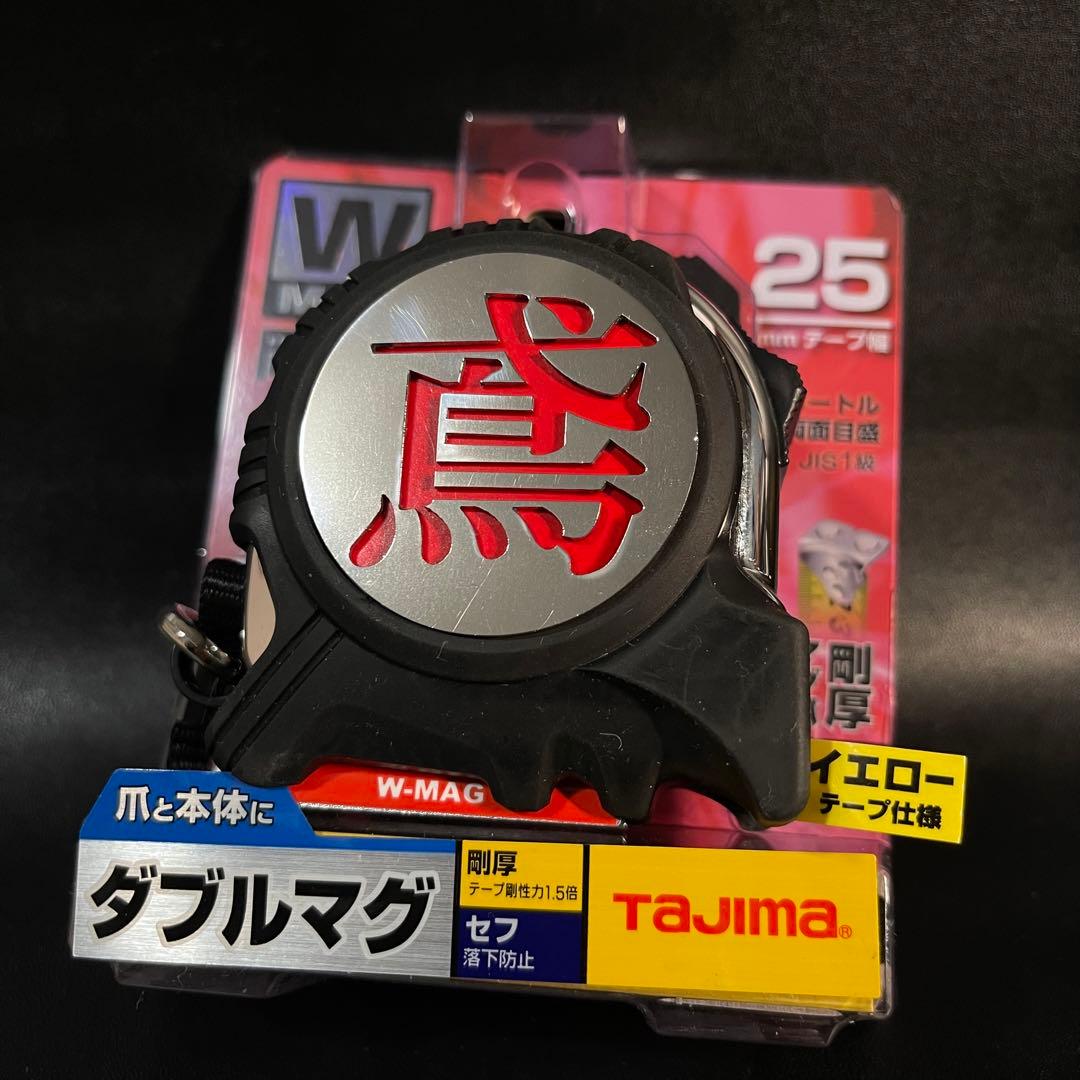 W
25
mm テープ幅
ートル
両面目盛
JIS1級
鳶
剛
厚
W-MAG
イエロー
テープ仕様
爪と本体に
ダブルマグ
剛厚
テープ剛性力1.5倍
セフ
落下防止
TaJIma®